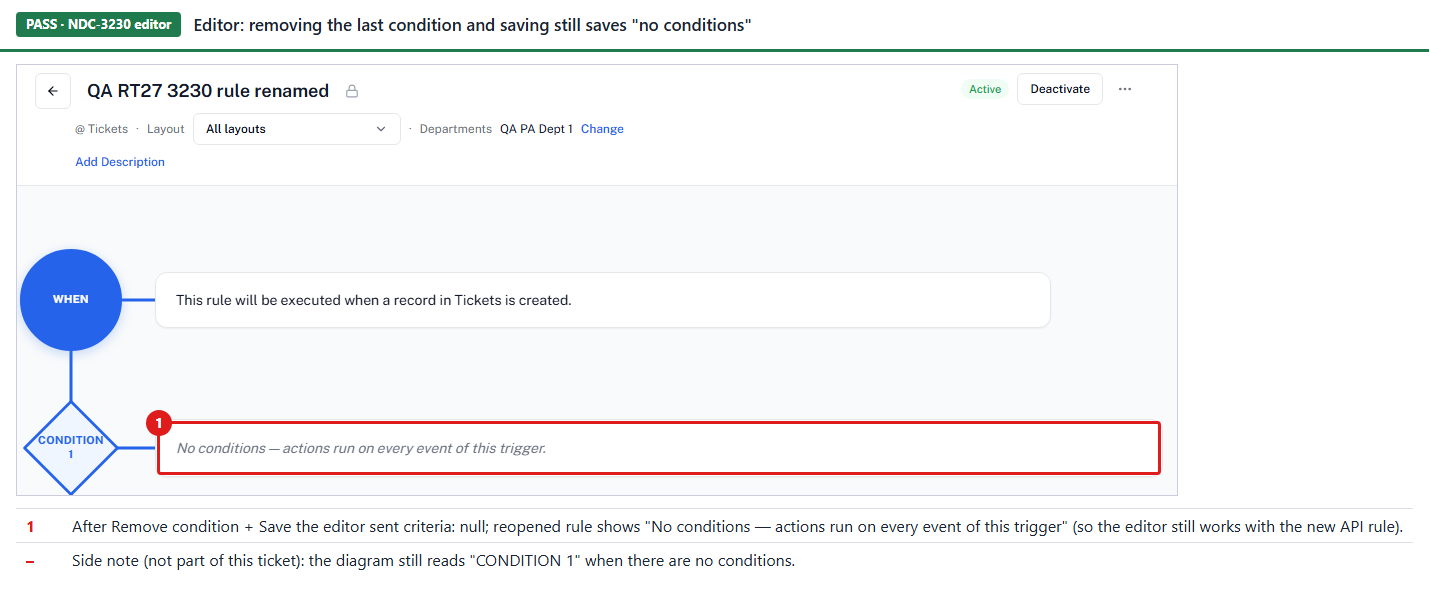 PASS · NDC-3230 editor Editor: removing the last condition and saving still saves "no conditions"
QA RT27 3230 rule renamed Active Deactivate ···
@ Tickets · Layout All layouts · Departments QA PA Dept 1 Change
Add Description
WHEN This rule will be executed when a record in Tickets is created.
1
CONDITION
1
No conditions — actions run on every event of this trigger.
1 After Remove condition + Save the editor sent criteria: null; reopened rule shows "No conditions — actions run on every event of this trigger" (so the editor still works with the new API rule).
– Side note (not part of this ticket): the diagram still reads "CONDITION 1" when there are no conditions.